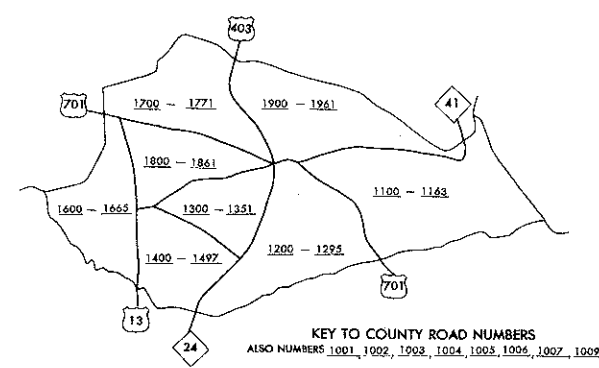 403
701
1700 - 1771
1900 - 1961
41
1800 - 1861
1100 - 1163
1600 - 1665
1300 - 1351
1400 - 1497
1200 - 1295
701
13
24
KEY TO COUNTY ROAD NUMBERS
ALSO NUMBERS 1001, 1002, 1003, 1004, 1005, 1006, 1007, 1009